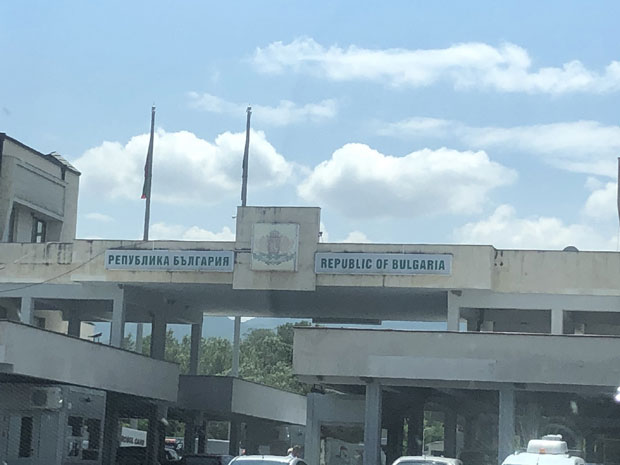 РЕПУБЛИКА БЪЛГАРИЯ
REPUBLIC OF BULGARIA